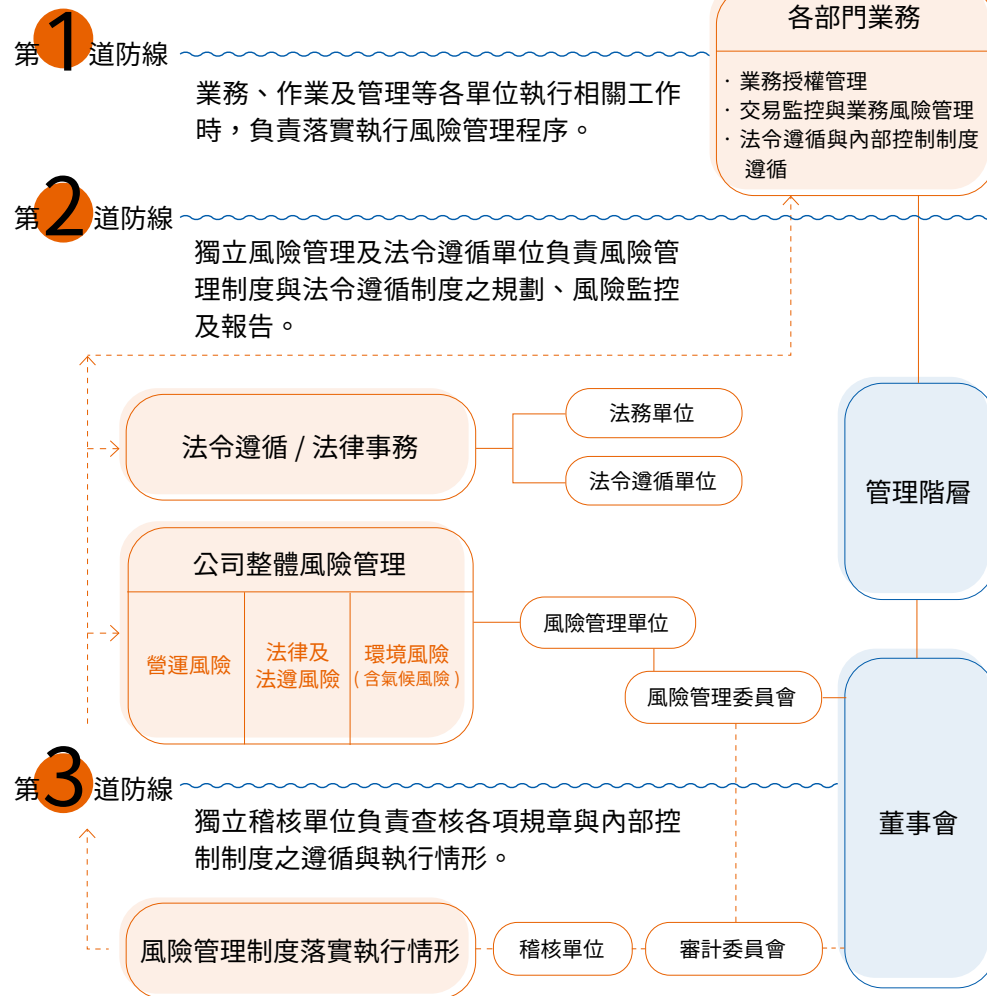 各部門業務
第1道防線
業務、作業及管理等各單位執行相關工作
時，負責落實執行風險管理程序。
· 業務授權管理
· 交易監控與業務風險管理
· 法令遵循與內部控制制度
遵循
第2道防線
獨立風險管理及法令遵循單位負責風險管
理制度與法令遵循制度之規劃、風險監控
及報告。
法令遵循 / 法律事務
法務單位
法令遵循單位
管理階層
公司整體風險管理
營運風險
法律及
法遵風險
環境風險
( 含氣候風險 )
風險管理單位
風險管理委員會
第3道防線
獨立稽核單位負責查核各項規章與內部控
制制度之遵循與執行情形。
董事會
風險管理制度落實執行情形
稽核單位
審計委員會